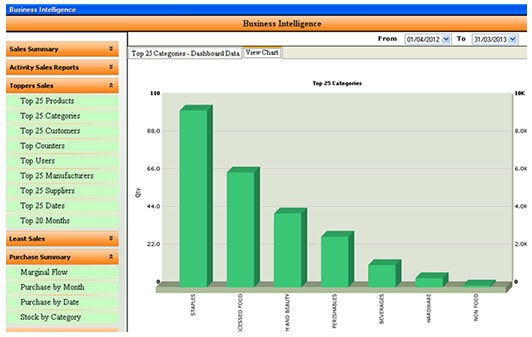 Business Intelligence
Business Intelligence
From 01/04/2012 To 31/03/2013
Sales Summary
Activity Sales Reports
Toppers Sales
Top 25 Products
Top 25 Categories
Top 25 Customers
Top Counters
Top Users
Top 25 Manufacturers
Top 25 Suppliers
Top 25 Dates
Top 20 Months
Least Sales
Purchase Summary
Marginal Flow
Purchase by Month
Purchase by Date
Stock by Category
Top 25 Categories - Dashboard Data View Chart
Top 25 Categories
110 10K
88.0 8.0K
66.0 6.0K
44.0 4.0K
22.0 2.0K
0 0
Qty
STAPLES
OCESSED FOOD
H AND BEAUTY
PERISHABLES
BEVERAGES
HARDWARE
NON FOOD